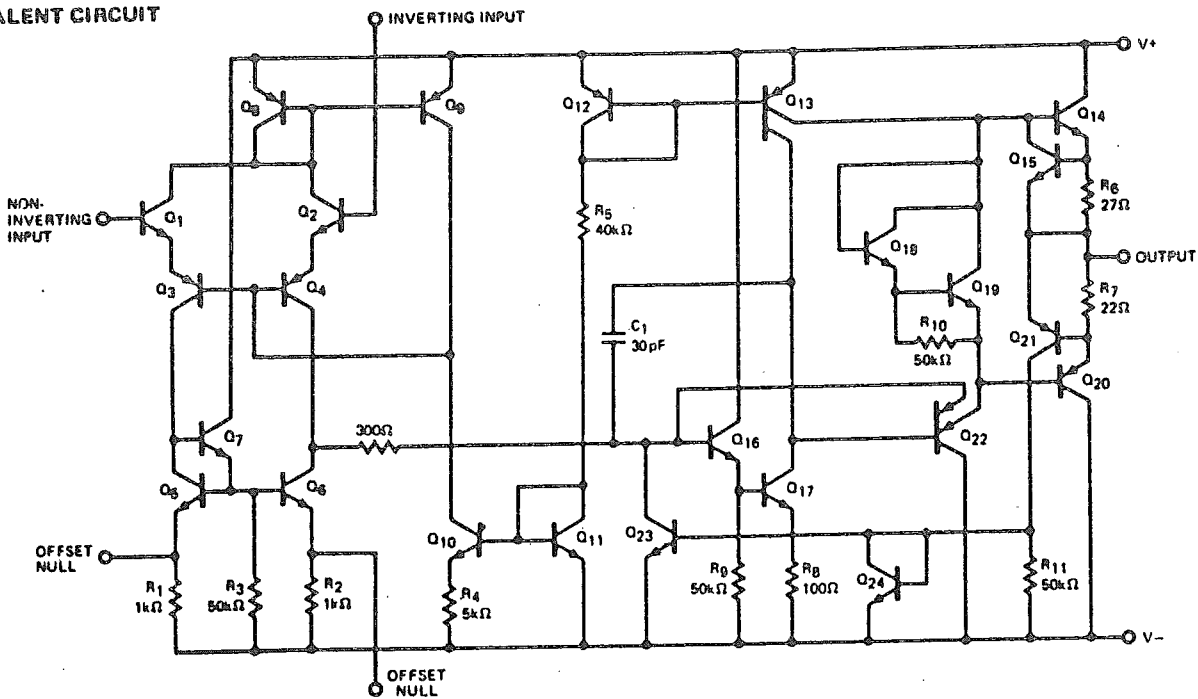 ALENT CIRCUIT
INVERTING INPUT
V+
Q8
Q9
Q12
Q13
Q14
Q15
R6
27Ω
NON-
INVERTING
INPUT
Q1
Q2
R5
40kΩ
Q18
OUTPUT
Q3
Q4
Q19
R7
22Ω
C1
30pF
R10
50kΩ
Q21
Q20
Q7
300Ω
Q16
Q22
Q5
Q6
Q17
OFFSET
NULL
Q10
Q11
Q23
R1
1kΩ
R3
50kΩ
R2
1kΩ
R4
5kΩ
R9
50kΩ
R8
100Ω
Q24
R11
50kΩ
V-
OFFSET
NULL